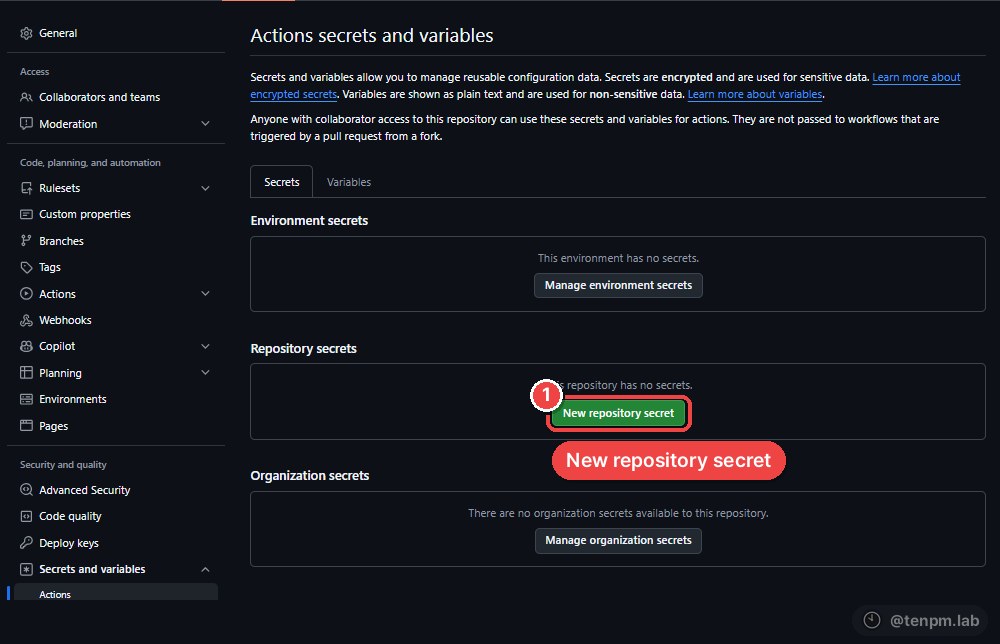 General
Access
Collaborators and teams
Moderation
Code, planning, and automation
Rulesets
Custom properties
Branches
Tags
Actions
Webhooks
Copilot
Planning
Environments
Pages
Security and quality
Advanced Security
Code quality
Deploy keys
Secrets and variables
Actions
Actions secrets and variables
Secrets and variables allow you to manage reusable configuration data. Secrets are encrypted and are used for sensitive data. Learn more about
encrypted secrets. Variables are shown as plain text and are used for non-sensitive data. Learn more about variables.
Anyone with collaborator access to this repository can use these secrets and variables for actions. They are not passed to workflows that are
triggered by a pull request from a fork.
Secrets Variables
Environment secrets
This environment has no secrets.
Manage environment secrets
Repository secrets
repository has no secrets.
1
New repository secret
New repository secret
Organization secrets
There are no organization secrets available to this repository.
Manage organization secrets
@tenpm.lab